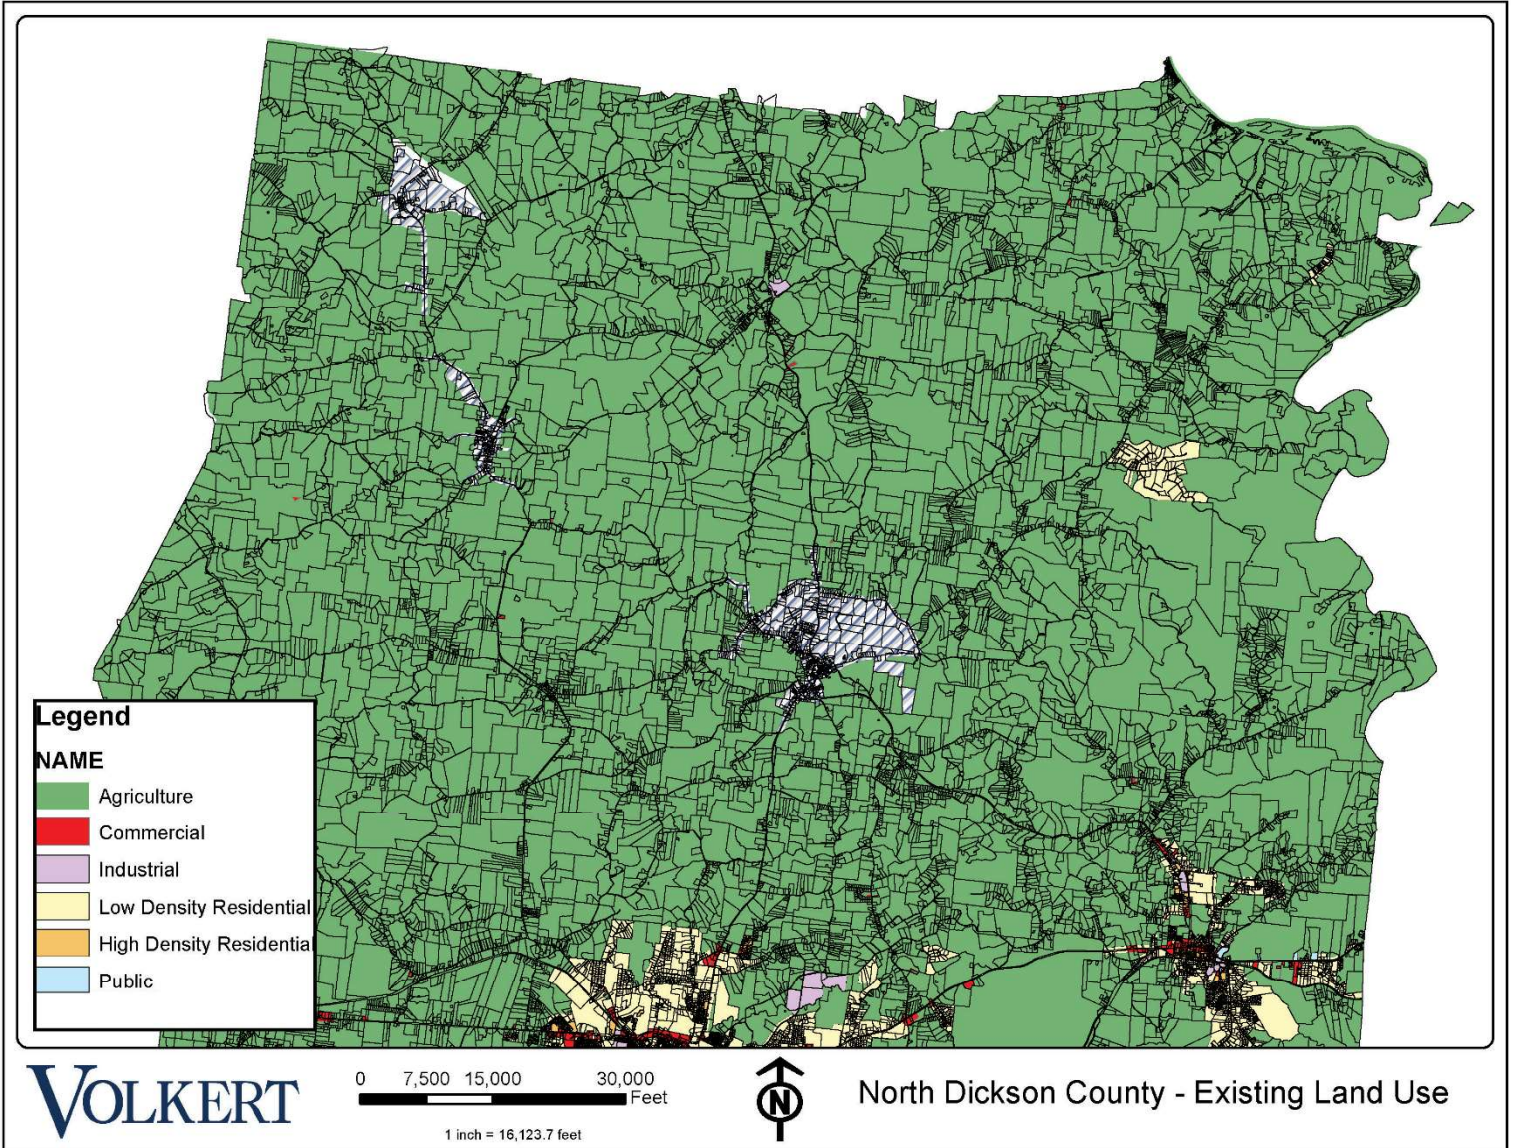 Legend
NAME
Agriculture
Commercial
Industrial
Low Density Residential
High Density Residential
Public
VOLKERT
0 7,500 15,000 30,000
Feet
1 inch = 16,123.7 feet
N
North Dickson County - Existing Land Use